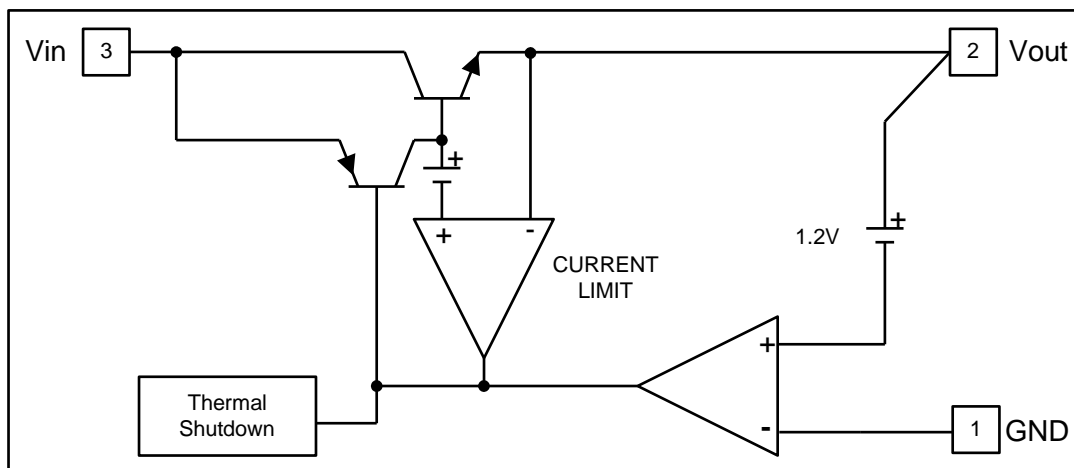 Vin 3
2 Vout
+
+ -
CURRENT
LIMIT
1.2V
+
+
-
Thermal
Shutdown
1 GND